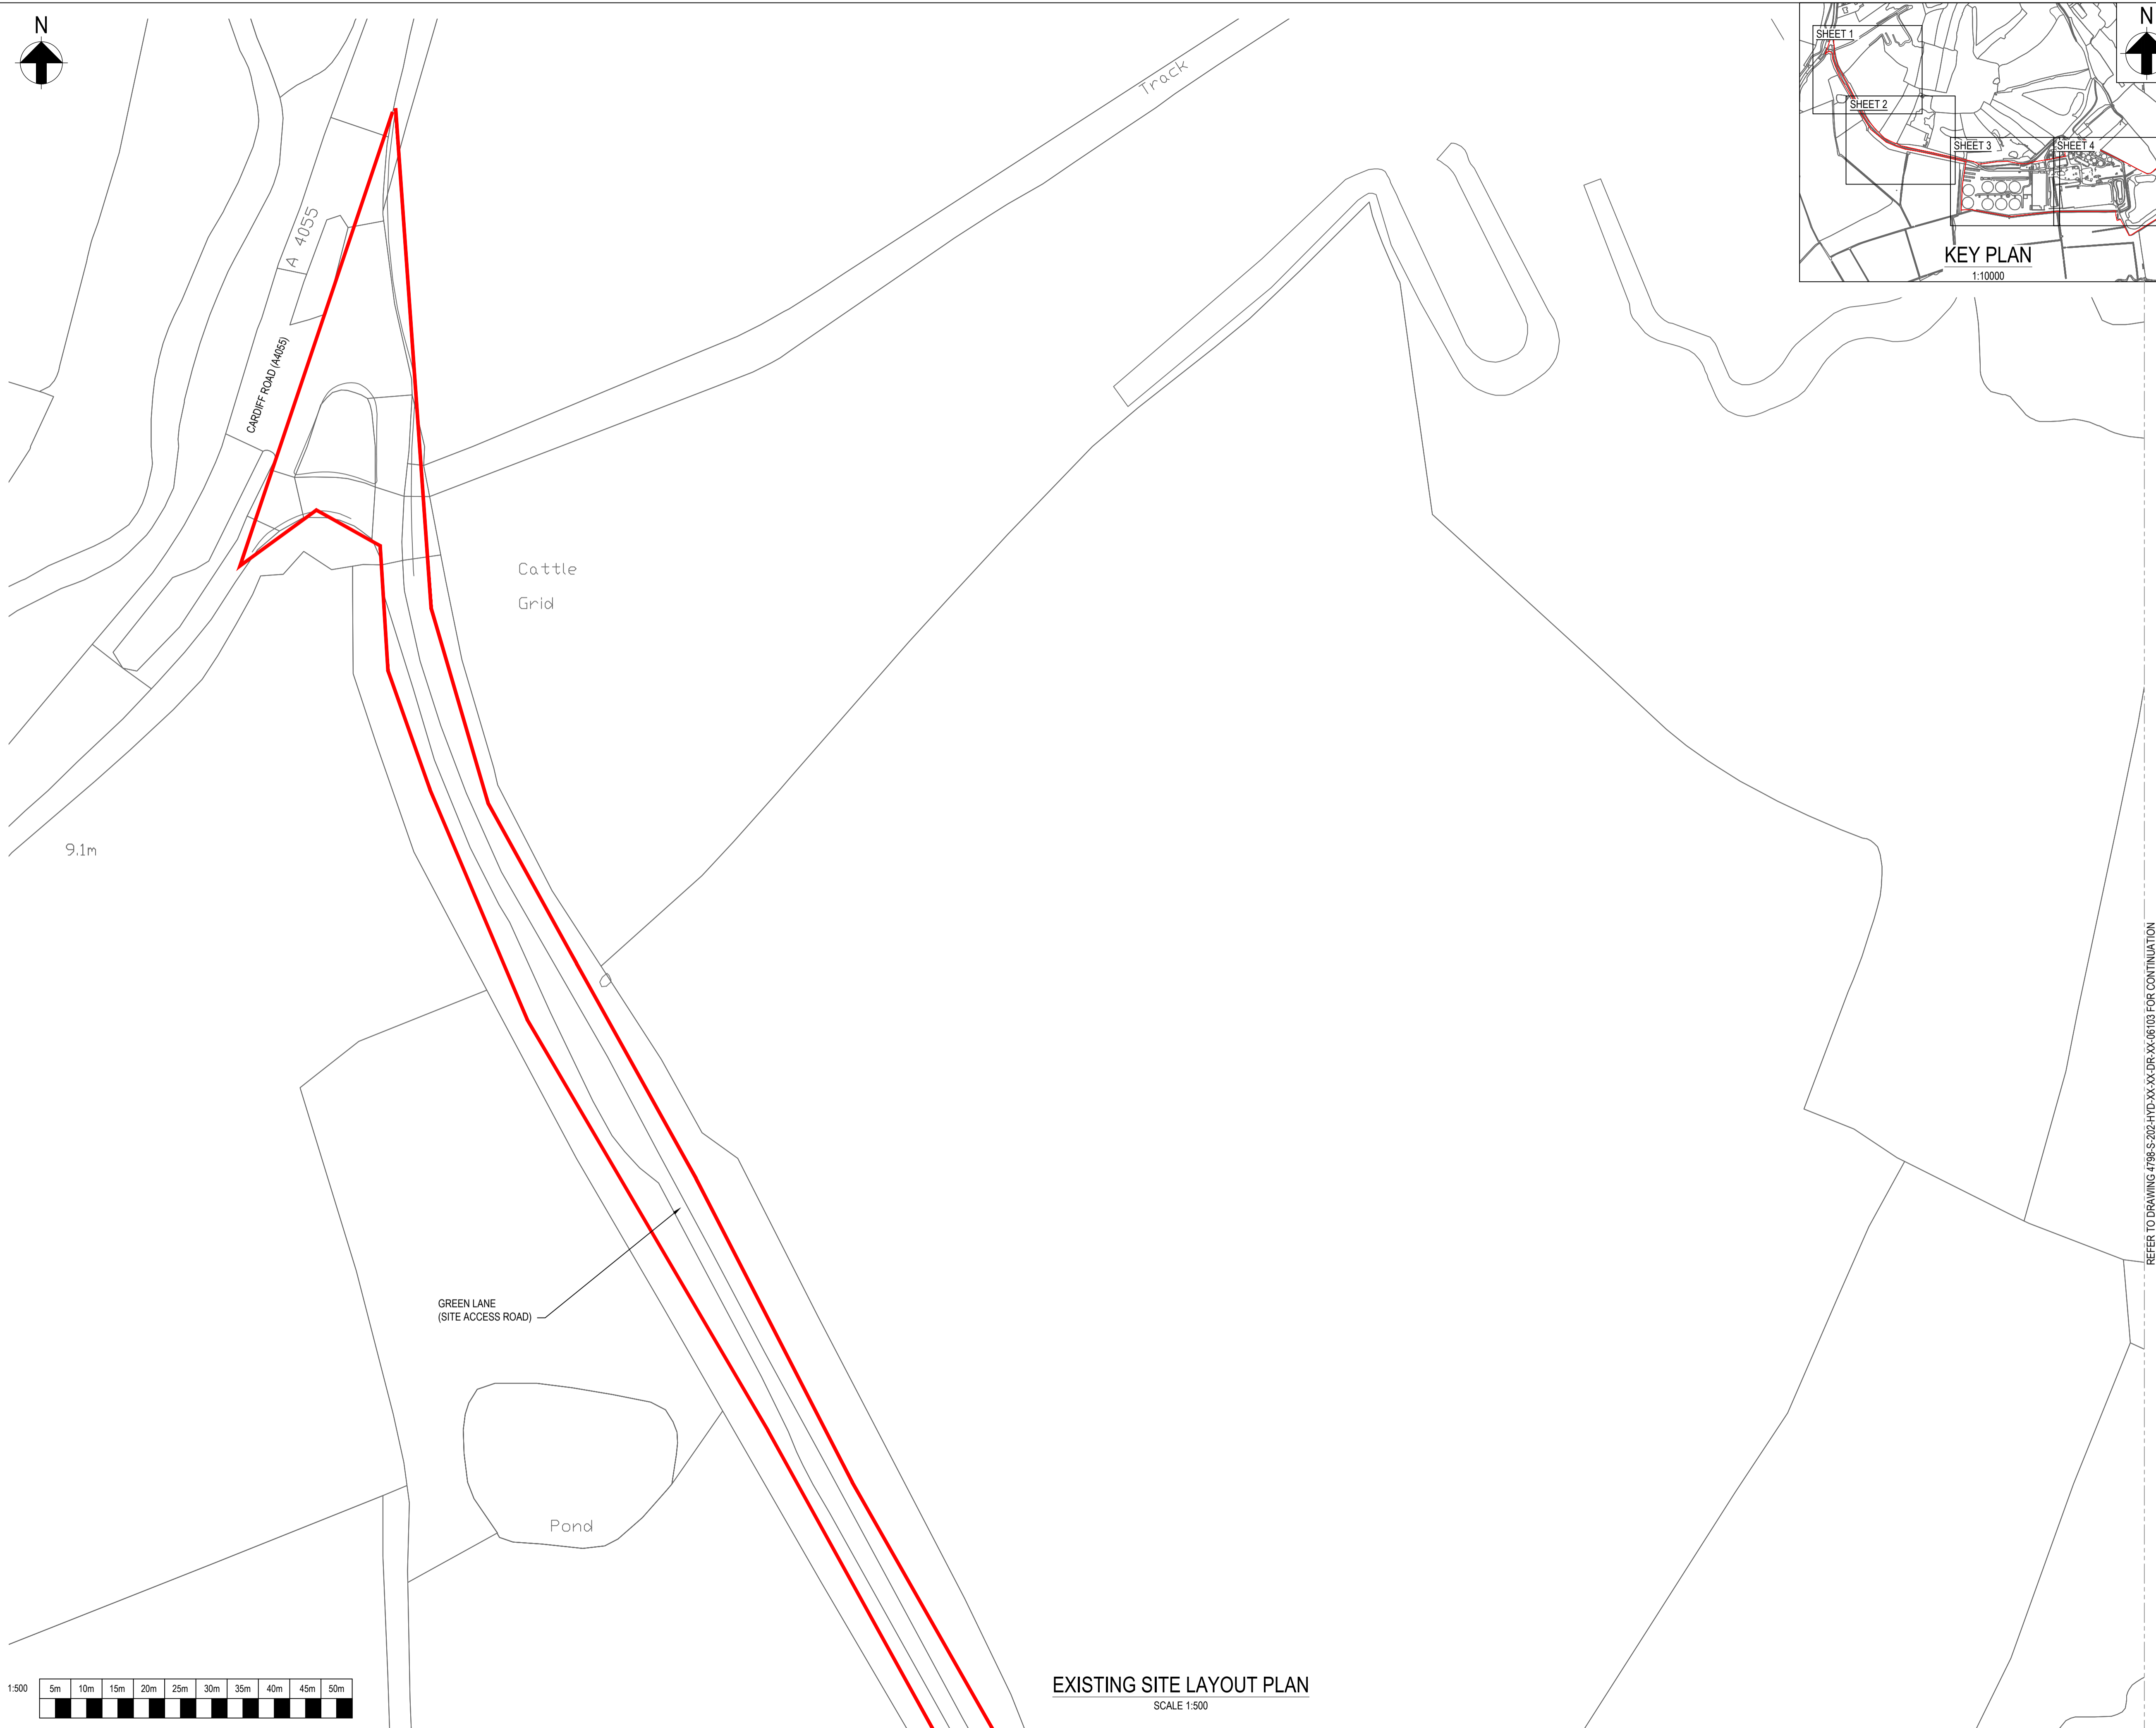 N
N
SHEET 1
SHEET 2
SHEET 3
SHEET 4
KEY PLAN
1:10000
Track
A 4055
CARDIFF ROAD (A4055)
Cattle
Grid
9.1m
GREEN LANE
(SITE ACCESS ROAD)
Pond
REFER TO DRAWING 4798-S-202-HYD-XX-XX-DR-XX-06103 FOR CONTINUATION
EXISTING SITE LAYOUT PLAN
SCALE 1:500
1:500 5m 10m 15m 20m 25m 30m 35m 40m 45m 50m